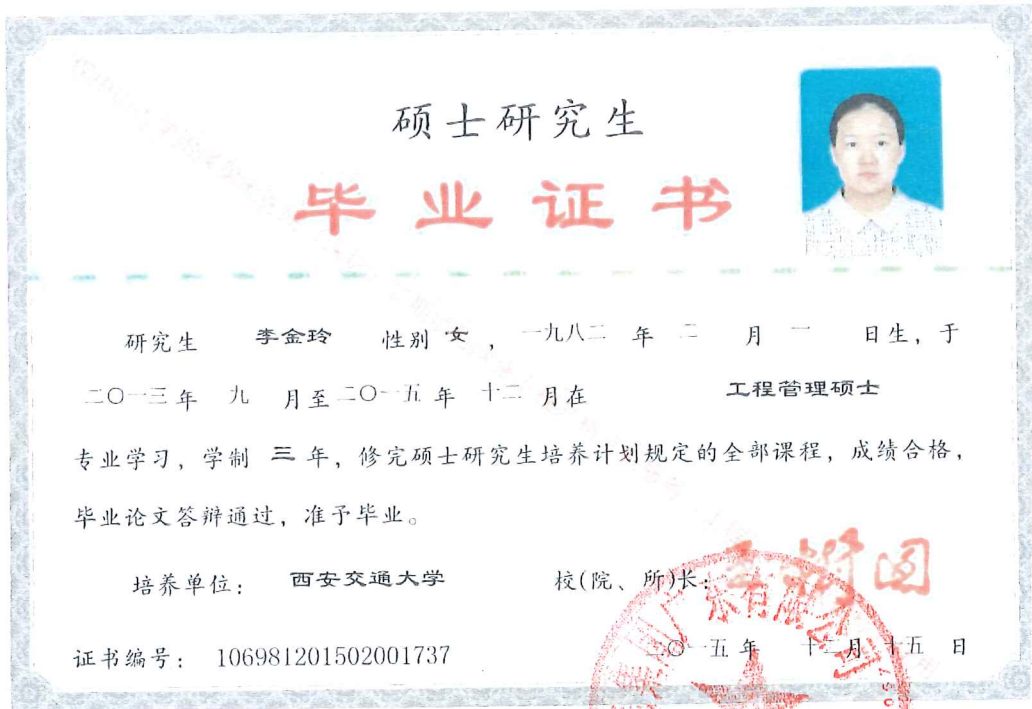 硕士研究生
毕业证书
研究生 李金玲 性别 女 ，一九八二 年 二 月 一 日生，于
二〇一三年 九 月至二〇一五年 十二 月在 工程管理硕士
专业学习，学制 三 年，修完硕士研究生培养计划规定的全部课程，成绩合格，
毕业论文答辩通过，准予毕业。
培养单位： 西安交通大学 校(院、所)长：
证书编号： 106981201502001737 二〇一五年 十二月十五 日